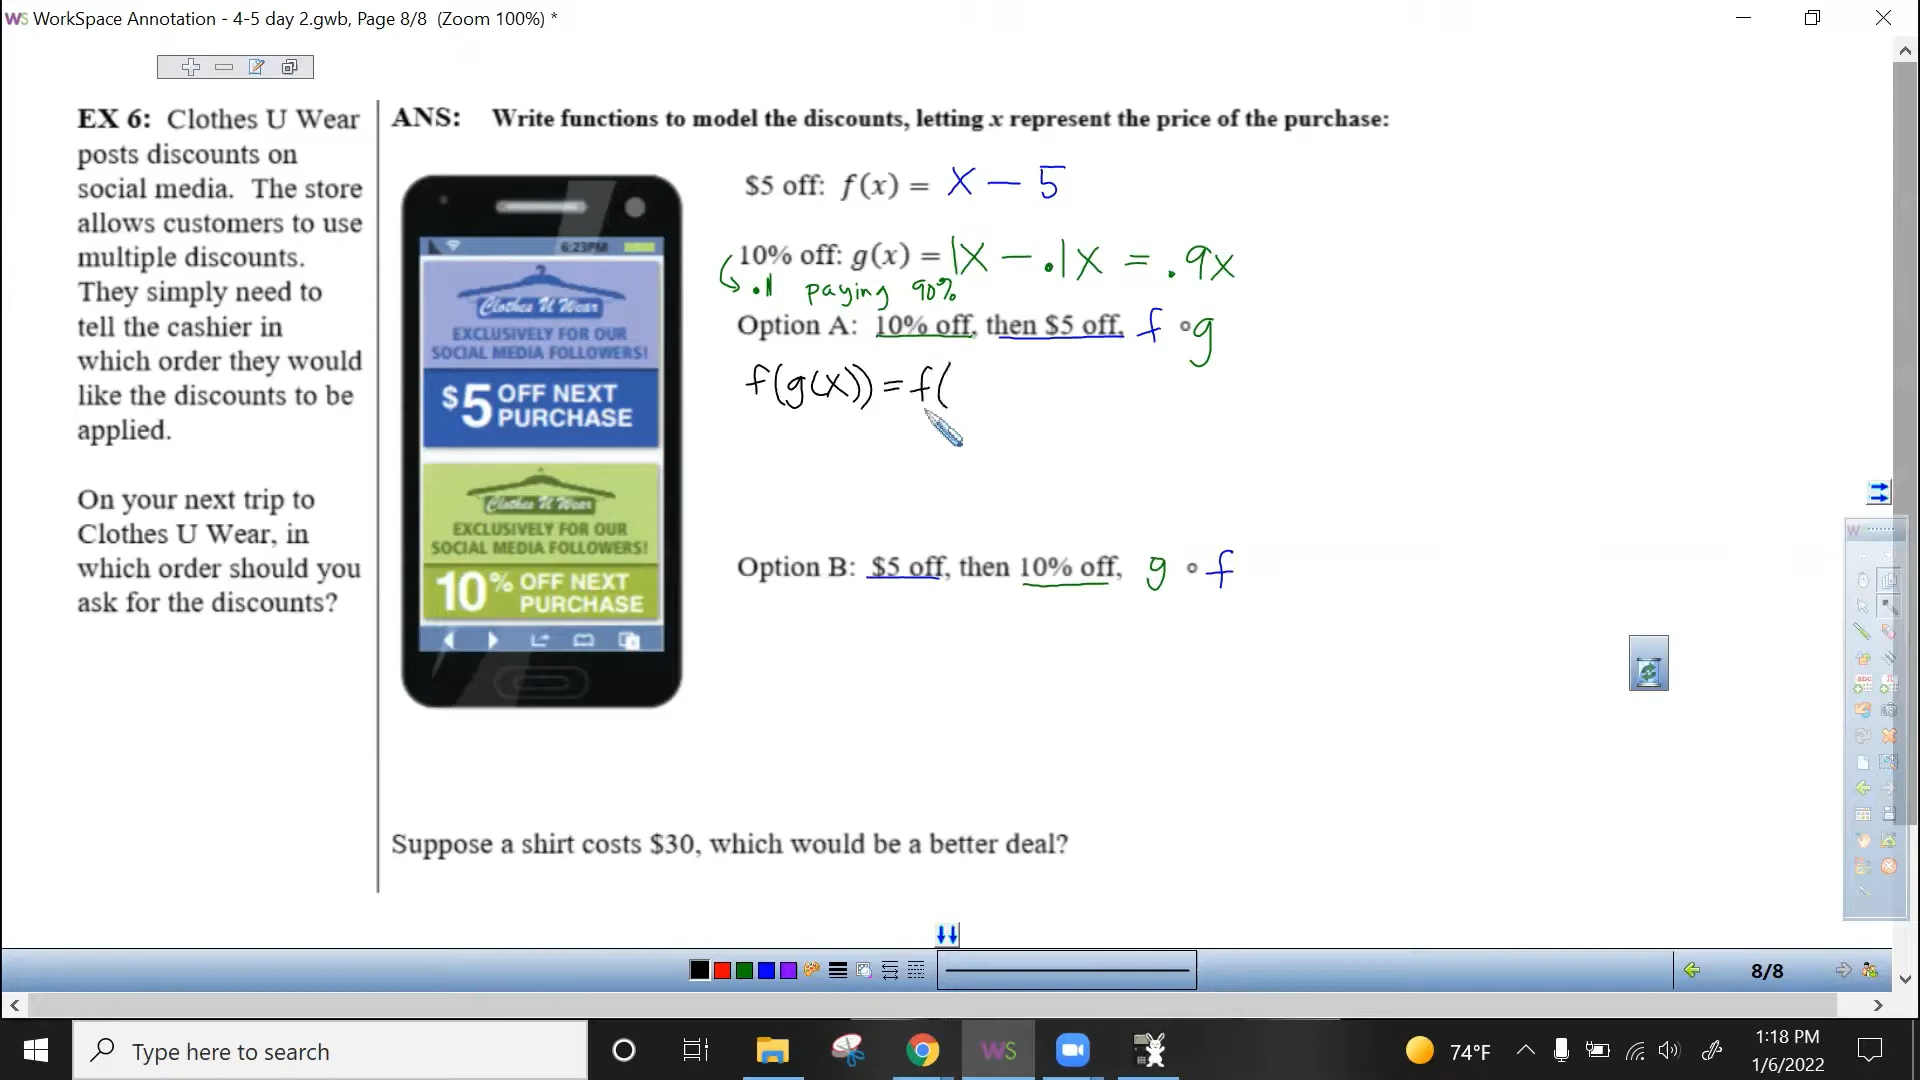 WS WorkSpace Annotation - 4-5 day 2.gwb, Page 8/8 (Zoom 100%) *
EX 6: Clothes U Wear
posts discounts on
social media. The store
allows customers to use
multiple discounts.
They simply need to
tell the cashier in
which order they would
like the discounts to be
applied.
On your next trip to
Clothes U Wear, in
which order should you
ask for the discounts?
ANS: Write functions to model the discounts, letting x represent the price of the purchase:
6:23PM
Clothes U Wear
EXCLUSIVELY FOR OUR
SOCIAL MEDIA FOLLOWERS!
$5 OFF NEXT
PURCHASE
Clothes U Wear
EXCLUSIVELY FOR OUR
SOCIAL MEDIA FOLLOWERS!
10% OFF NEXT
PURCHASE
$5 off: f(x) = x - 5
10% off: g(x) = 1x - .1x = .9x
.1 paying 90%
Option A: 10% off, then $5 off, f ∘ g
f(g(x)) = f(
Option B: $5 off, then 10% off, g ∘ f
Suppose a shirt costs $30, which would be a better deal?
W
abc
π
8/8
Type here to search
WS
74°F
1:18 PM
1/6/2022